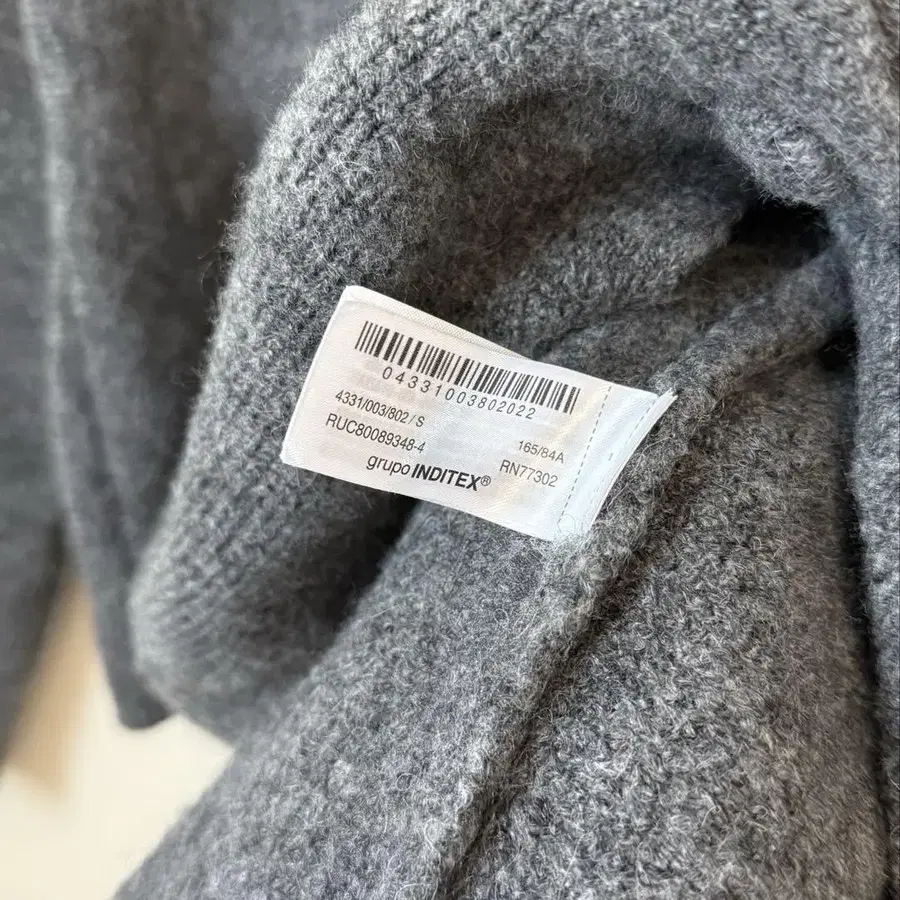 04331003802022
4331/003/802 / S
165/84A
RUC80089348-4
RN77302
grupo INDITEX®